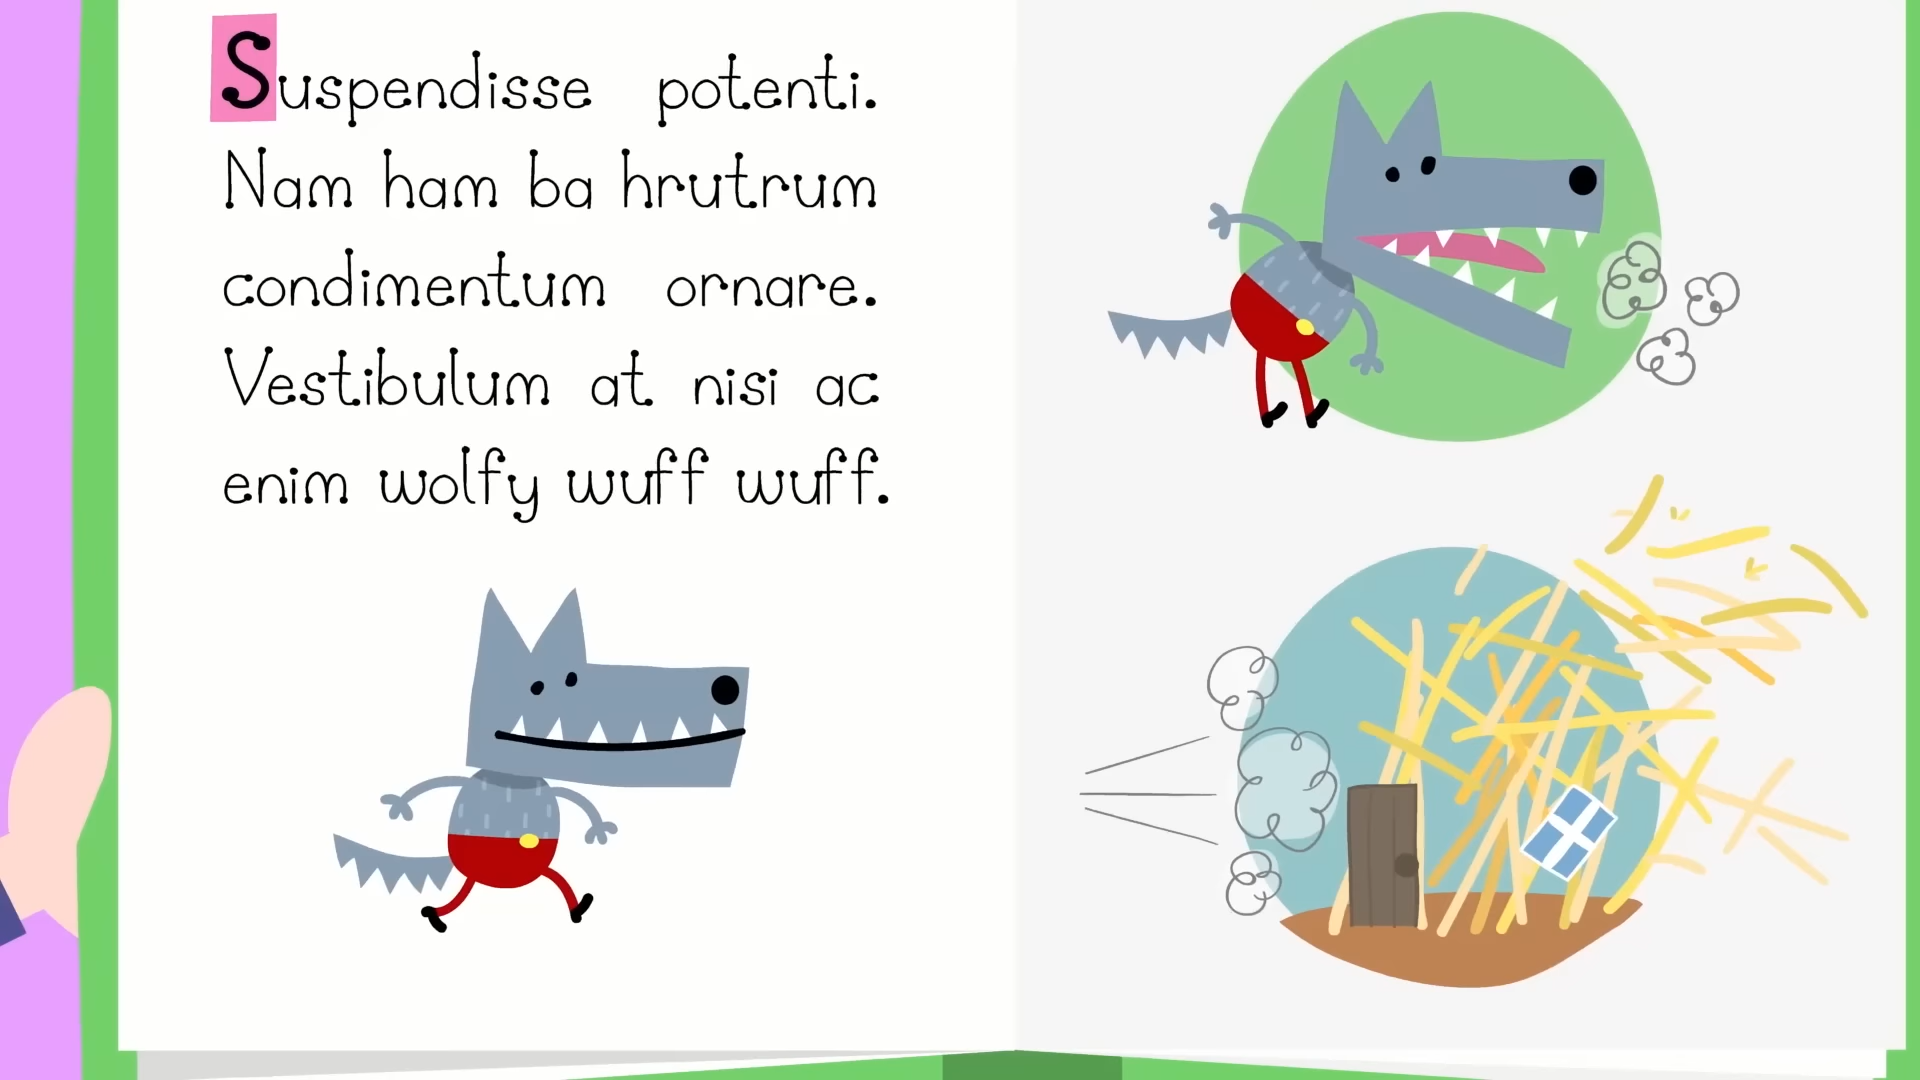 Suspendisse potenti.
Nam ham ba hrutrum
condimentum ornare.
Vestibulum at nisi ac
enim wolfy wuff wuff.